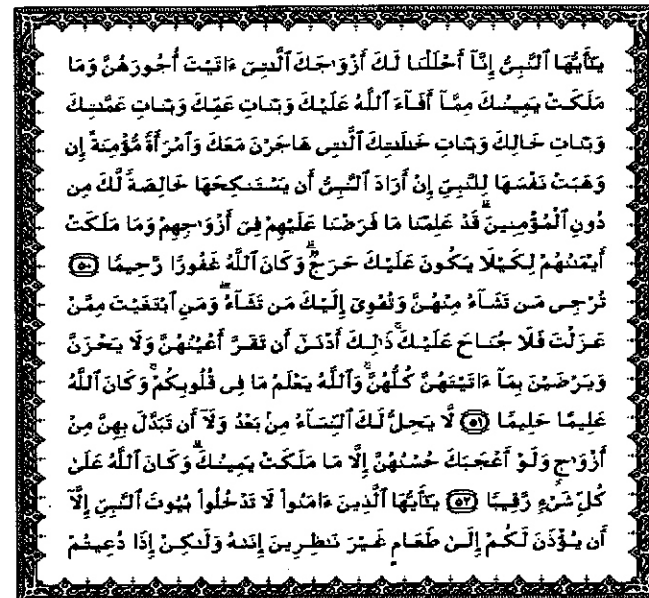 يَـٰٓأَيُّهَا ٱلنَّبِىُّ إِنَّآ أَحْلَلْنَا لَكَ أَزْوَٰجَكَ ٱلَّـٰتِىٓ ءَاتَيْتَ أُجُورَهُنَّ وَمَا
مَلَكَتْ يَمِينُكَ مِمَّآ أَفَآءَ ٱللَّهُ عَلَيْكَ وَبَنَاتِ عَمِّكَ وَبَنَاتِ عَمَّـٰتِكَ
وَبَنَاتِ خَالِكَ وَبَنَاتِ خَـٰلَـٰتِكَ ٱلَّـٰتِى هَاجَرْنَ مَعَكَ وَٱمْرَأَةً مُّؤْمِنَةً إِن
وَهَبَتْ نَفْسَهَا لِلنَّبِىِّ إِنْ أَرَادَ ٱلنَّبِىُّ أَن يَسْتَنكِحَهَا خَالِصَةً لَّكَ مِن
دُونِ ٱلْمُؤْمِنِينَ ۗ قَدْ عَلِمْنَا مَا فَرَضْنَا عَلَيْهِمْ فِىٓ أَزْوَٰجِهِمْ وَمَا مَلَكَتْ
أَيْمَـٰنُهُمْ لِكَيْلَا يَكُونَ عَلَيْكَ حَرَجٌ ۗ وَكَانَ ٱللَّهُ غَفُورًا رَّحِيمًا ﴿٥٠﴾
تُرْجِى مَن تَشَآءُ مِنْهُنَّ وَتُـْٔوِىٓ إِلَيْكَ مَن تَشَآءُ ۖ وَمَنِ ٱبْتَغَيْتَ مِمَّنْ
عَزَلْتَ فَلَا جُنَاحَ عَلَيْكَ ۚ ذَٰلِكَ أَدْنَىٰٓ أَن تَقَرَّ أَعْيُنُهُنَّ وَلَا يَحْزَنَّ
وَيَرْضَيْنَ بِمَآ ءَاتَيْتَهُنَّ كُلُّهُنَّ ۚ وَٱللَّهُ يَعْلَمُ مَا فِى قُلُوبِكُمْ ۚ وَكَانَ ٱللَّهُ
عَلِيمًا حَلِيمًا ﴿٥١﴾ لَّا يَحِلُّ لَكَ ٱلنِّسَآءُ مِنۢ بَعْدُ وَلَآ أَن تَبَدَّلَ بِهِنَّ مِنْ
أَزْوَٰجٍ وَلَوْ أَعْجَبَكَ حُسْنُهُنَّ إِلَّا مَا مَلَكَتْ يَمِينُكَ ۗ وَكَانَ ٱللَّهُ عَلَىٰ
كُلِّ شَىْءٍ رَّقِيبًا ﴿٥٢﴾ يَـٰٓأَيُّهَا ٱلَّذِينَ ءَامَنُوا۟ لَا تَدْخُلُوا۟ بُيُوتَ ٱلنَّبِىِّ إِلَّآ
أَن يُؤْذَنَ لَكُمْ إِلَىٰ طَعَامٍ غَيْرَ نَـٰظِرِينَ إِنَىٰهُ وَلَـٰكِنْ إِذَا دُعِيتُمْ